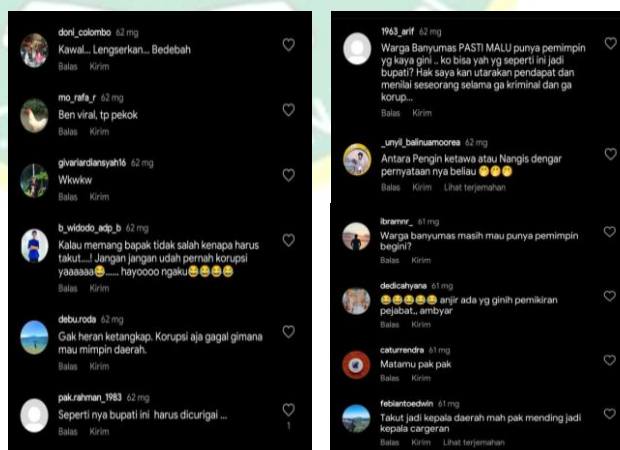 doni_colombo 62 mg
Kawal... Lengserkan... Bedebah
Balas Kirim
mo_rafa_r 62 mg
Ben viral, tp pekok
Balas Kirim
givariardiansyah16 62 mg
Wkwkw
Balas Kirim
b_widodo_adp_b 62 mg
Kalau memang bapak tidak salah kenapa harus
takut....! Jangan jangan udah pernah korupsi
yaaaaaa😂...... hayoooo ngaku😂😂😂😂
Balas Kirim
debu.roda 62 mg
Gak heran ketangkap. Korupsi aja gagal gimana
mau mimpin daerah.
Balas Kirim
pak.rahman_1983 62 mg
Seperti nya bupati ini harus dicurigai ...
Balas Kirim
1
1963_arif 62 mg
Warga Banyumas PASTI MALU punya pemimpin
yg kaya gini .. ko bisa yah yg seperti ini jadi
bupati? Hak saya kan utarakan pendapat dan
menilai seseorang selama ga kriminal dan ga
korup...
Balas Kirim
_unyil_balinuamoorea 62 mg
Antara Pengin ketawa atau Nangis dengar
pernyataan nya beliau 🤭🤭🤭
Balas Kirim Lihat terjemahan
ibramnr_ 61 mg
Warga banyumas masih mau punya pemimpin
begini?
Balas Kirim
dedicahyana 61 mg
😂😂😂😂😂 anjir ada yg ginih pemikiran
pejabat,, ambyar
Balas Kirim
caturrendra 61 mg
Matamu pak pak
Balas Kirim
febiantoedwin 61 mg
Takut jadi kepala daerah mah pak mending jadi
kepala cargeran
Balas Kirim Lihat terjemahan